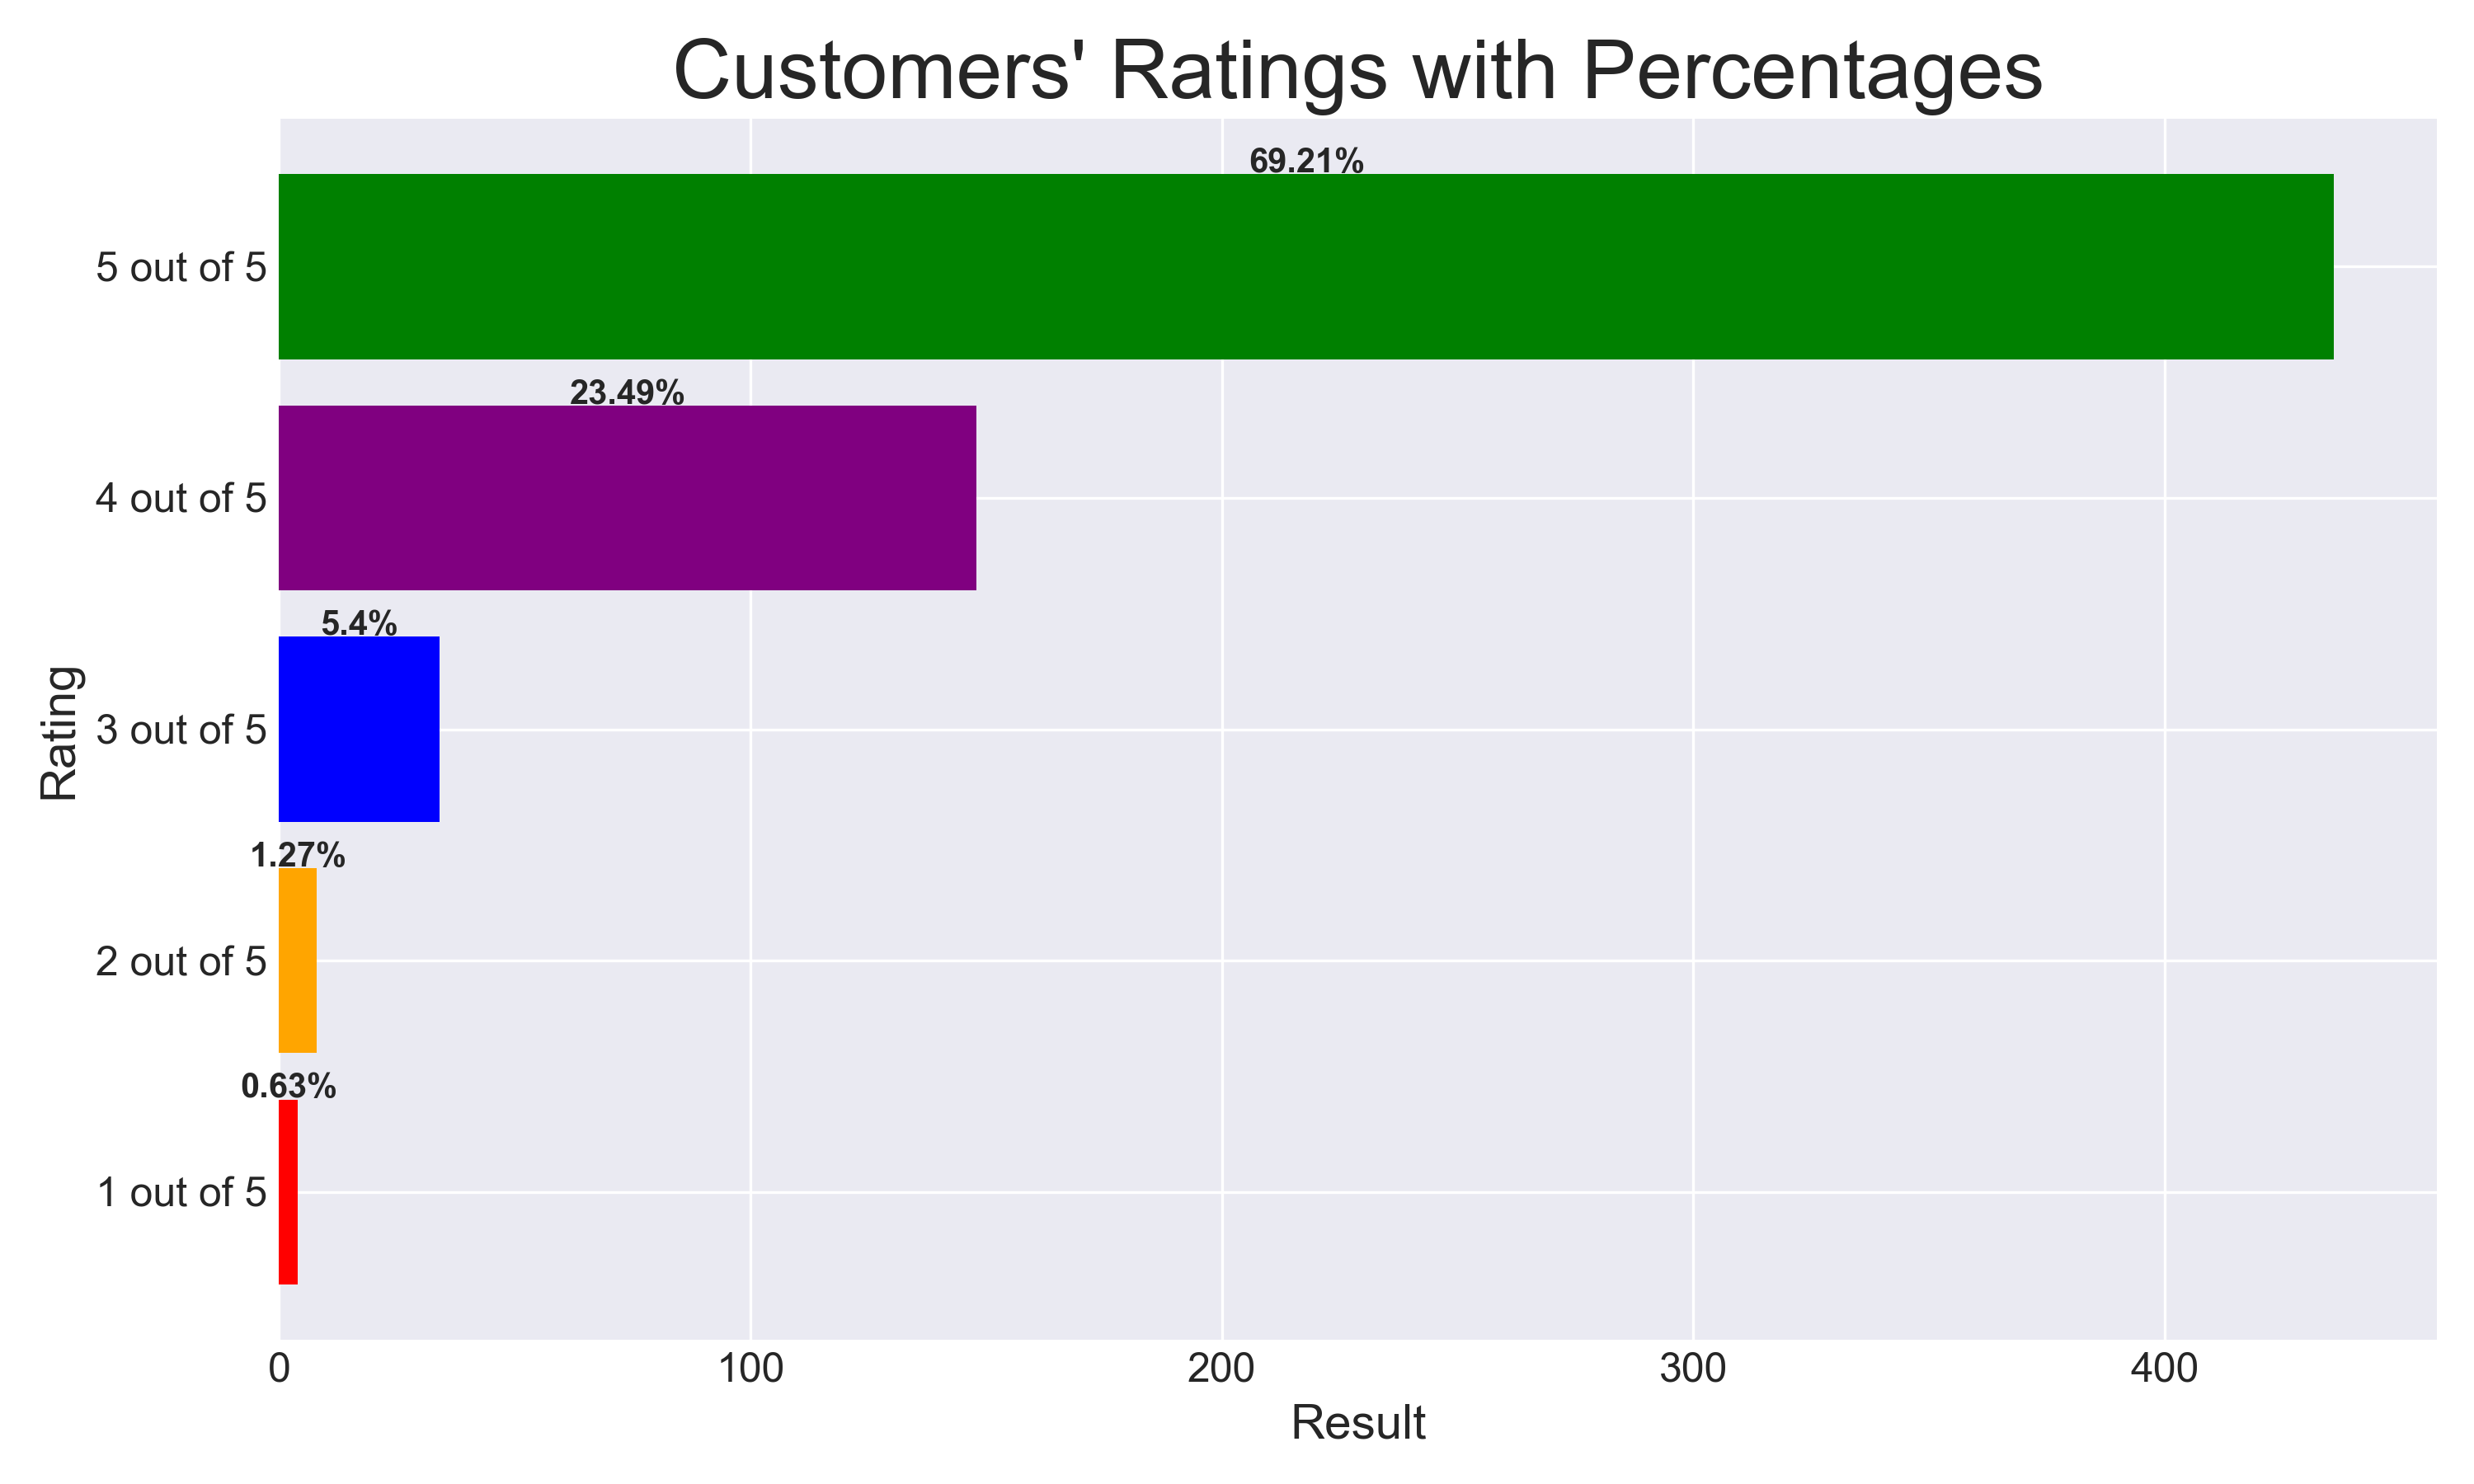 Customers' Ratings with Percentages
69.21%
5 out of 5
23.49%
4 out of 5
5.4%
3 out of 5
Rating
1.27%
2 out of 5
0.63%
1 out of 5
0 100 200 300 400
Result